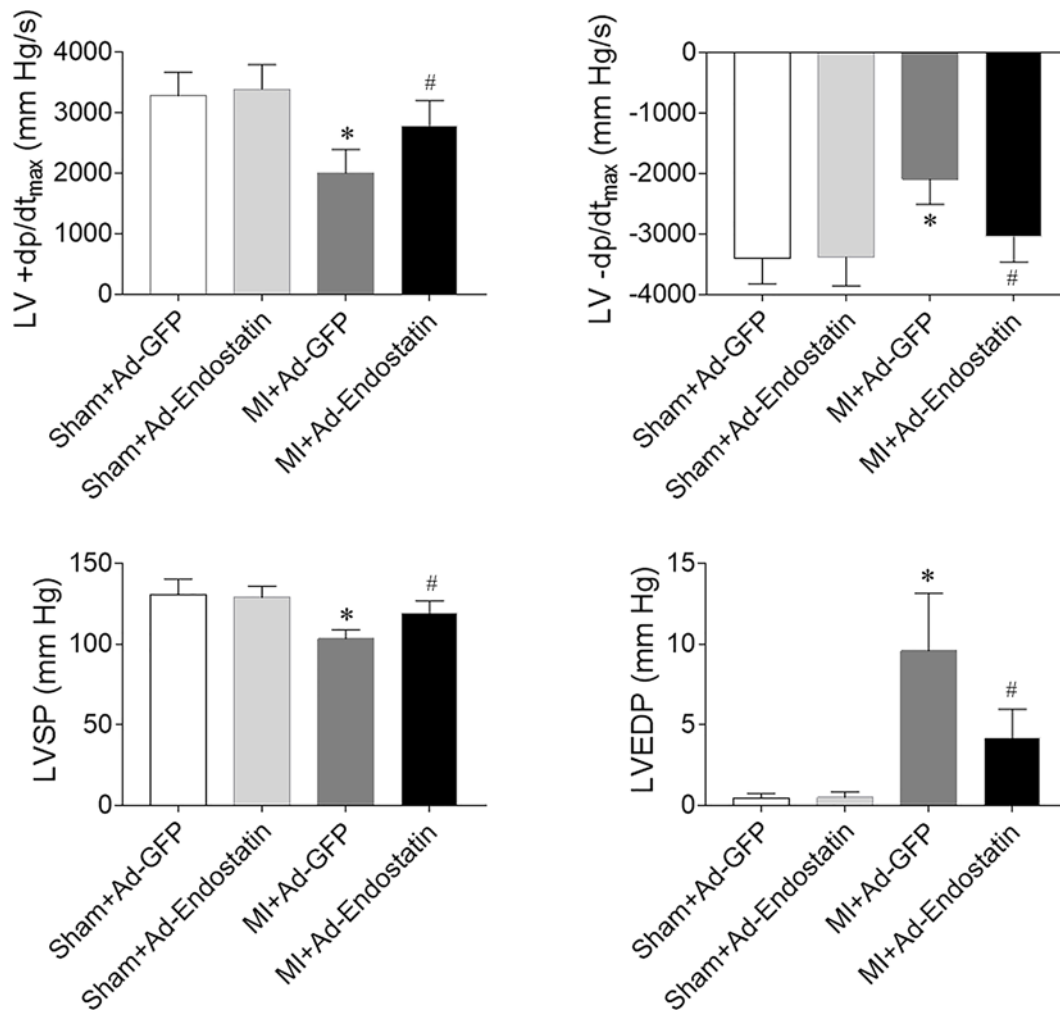 LV +dp/dtmax (mm Hg/s)
4000
3000
2000
1000
0
*
#
Sham+Ad-GFP
Sham+Ad-Endostatin
MI+Ad-GFP
MI+Ad-Endostatin
LV -dp/dtmax (mm Hg/s)
0
-1000
-2000
-3000
-4000
*
#
Sham+Ad-GFP
Sham+Ad-Endostatin
MI+Ad-GFP
MI+Ad-Endostatin
LVSP (mm Hg)
150
100
50
0
*
#
Sham+Ad-GFP
Sham+Ad-Endostatin
MI+Ad-GFP
MI+Ad-Endostatin
LVEDP (mm Hg)
15
10
5
0
*
#
Sham+Ad-GFP
Sham+Ad-Endostatin
MI+Ad-GFP
MI+Ad-Endostatin